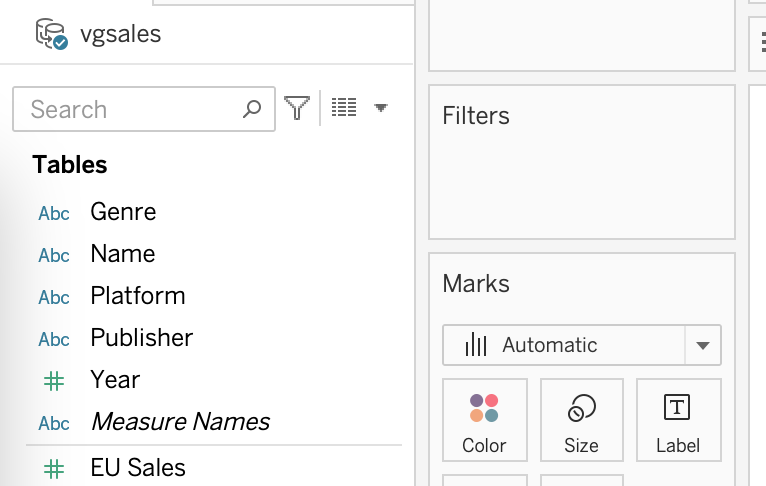 vgsales
Search
Tables
Abc Genre
Abc Name
Abc Platform
Abc Publisher
# Year
Abc Measure Names
# EU Sales
Filters
Marks
Automatic
Color
Size
T
Label